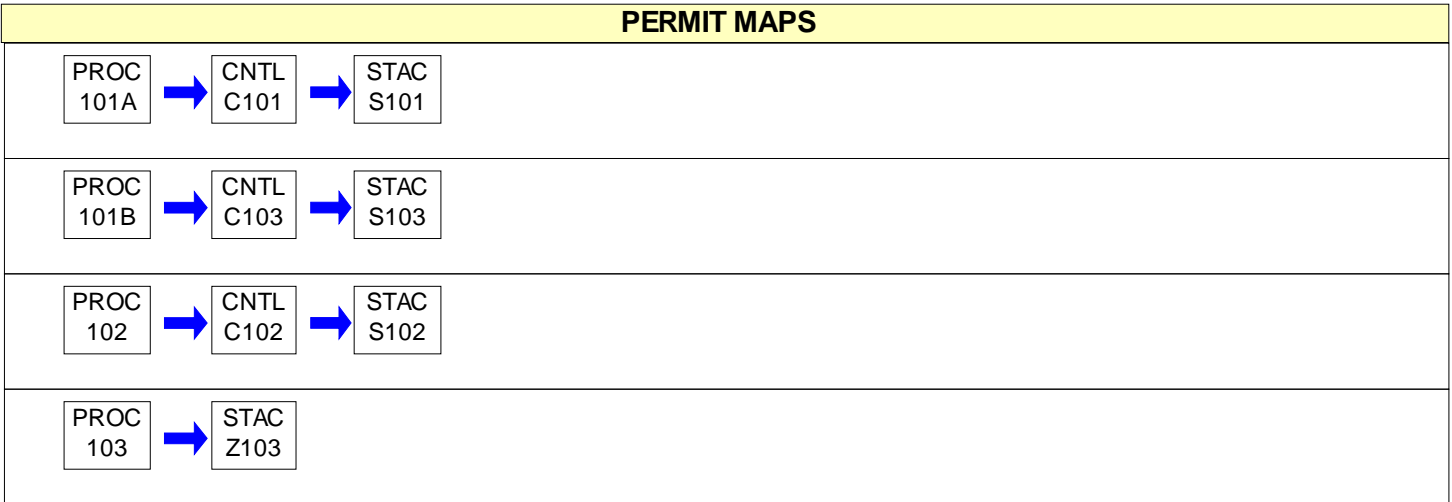 PERMIT MAPS
PROC CNTL STAC
101A C101 S101
PROC CNTL STAC
101B C103 S103
PROC CNTL STAC
102 C102 S102
PROC STAC
103 Z103